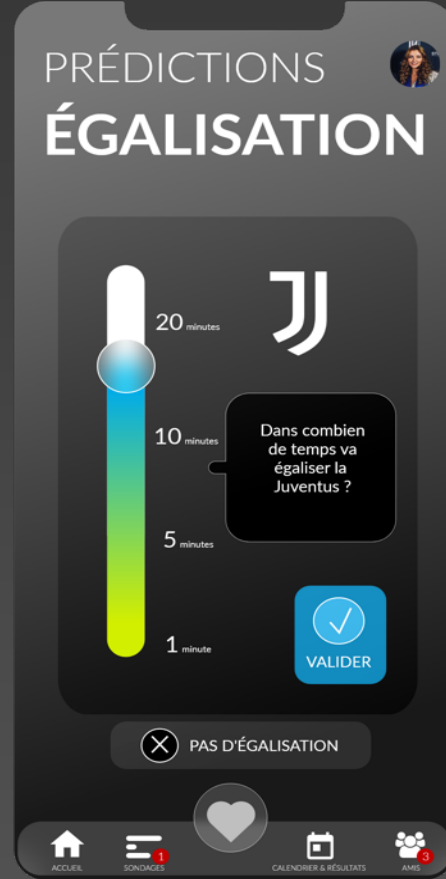 PRÉDICTIONS
ÉGALISATION
20 minutes
10 minutes
Dans combien
de temps va
égaliser la
Juventus ?
5 minutes
1 minute
VALIDER
PAS D'ÉGALISATION
1
3
ACCUEIL
SONDAGES
CALENDRIER & RÉSULTATS
AMIS